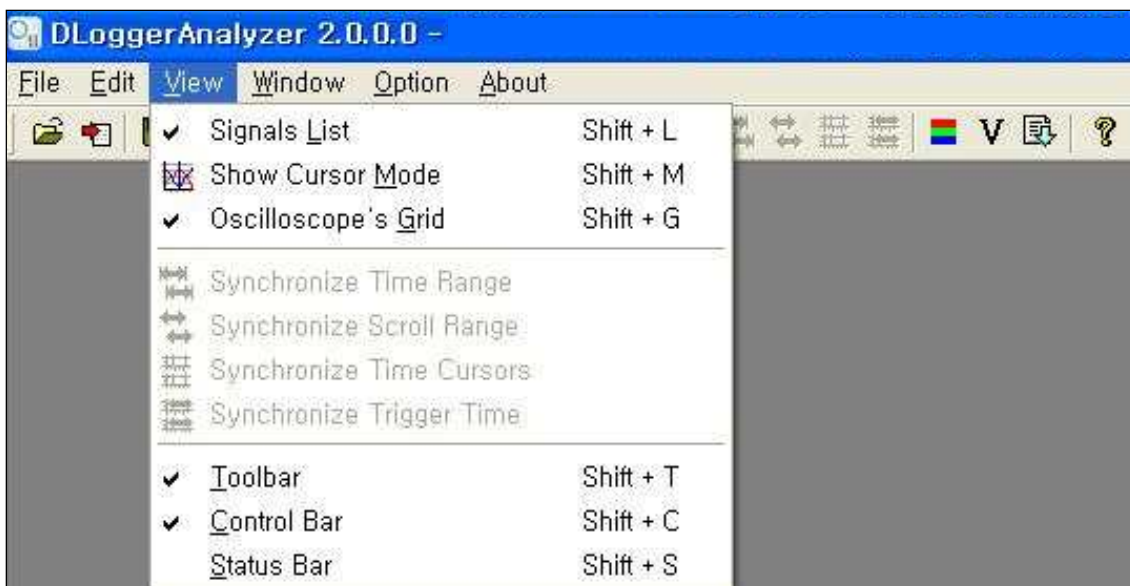 DLoggerAnalyzer 2.0.0.0 -
File Edit View Window Option About
V ?
Signals List Shift + L
Show Cursor Mode Shift + M
Oscilloscope's Grid Shift + G
Synchronize Time Range
Synchronize Scroll Range
Synchronize Time Cursors
Synchronize Trigger Time
Toolbar Shift + T
Control Bar Shift + C
Status Bar Shift + S